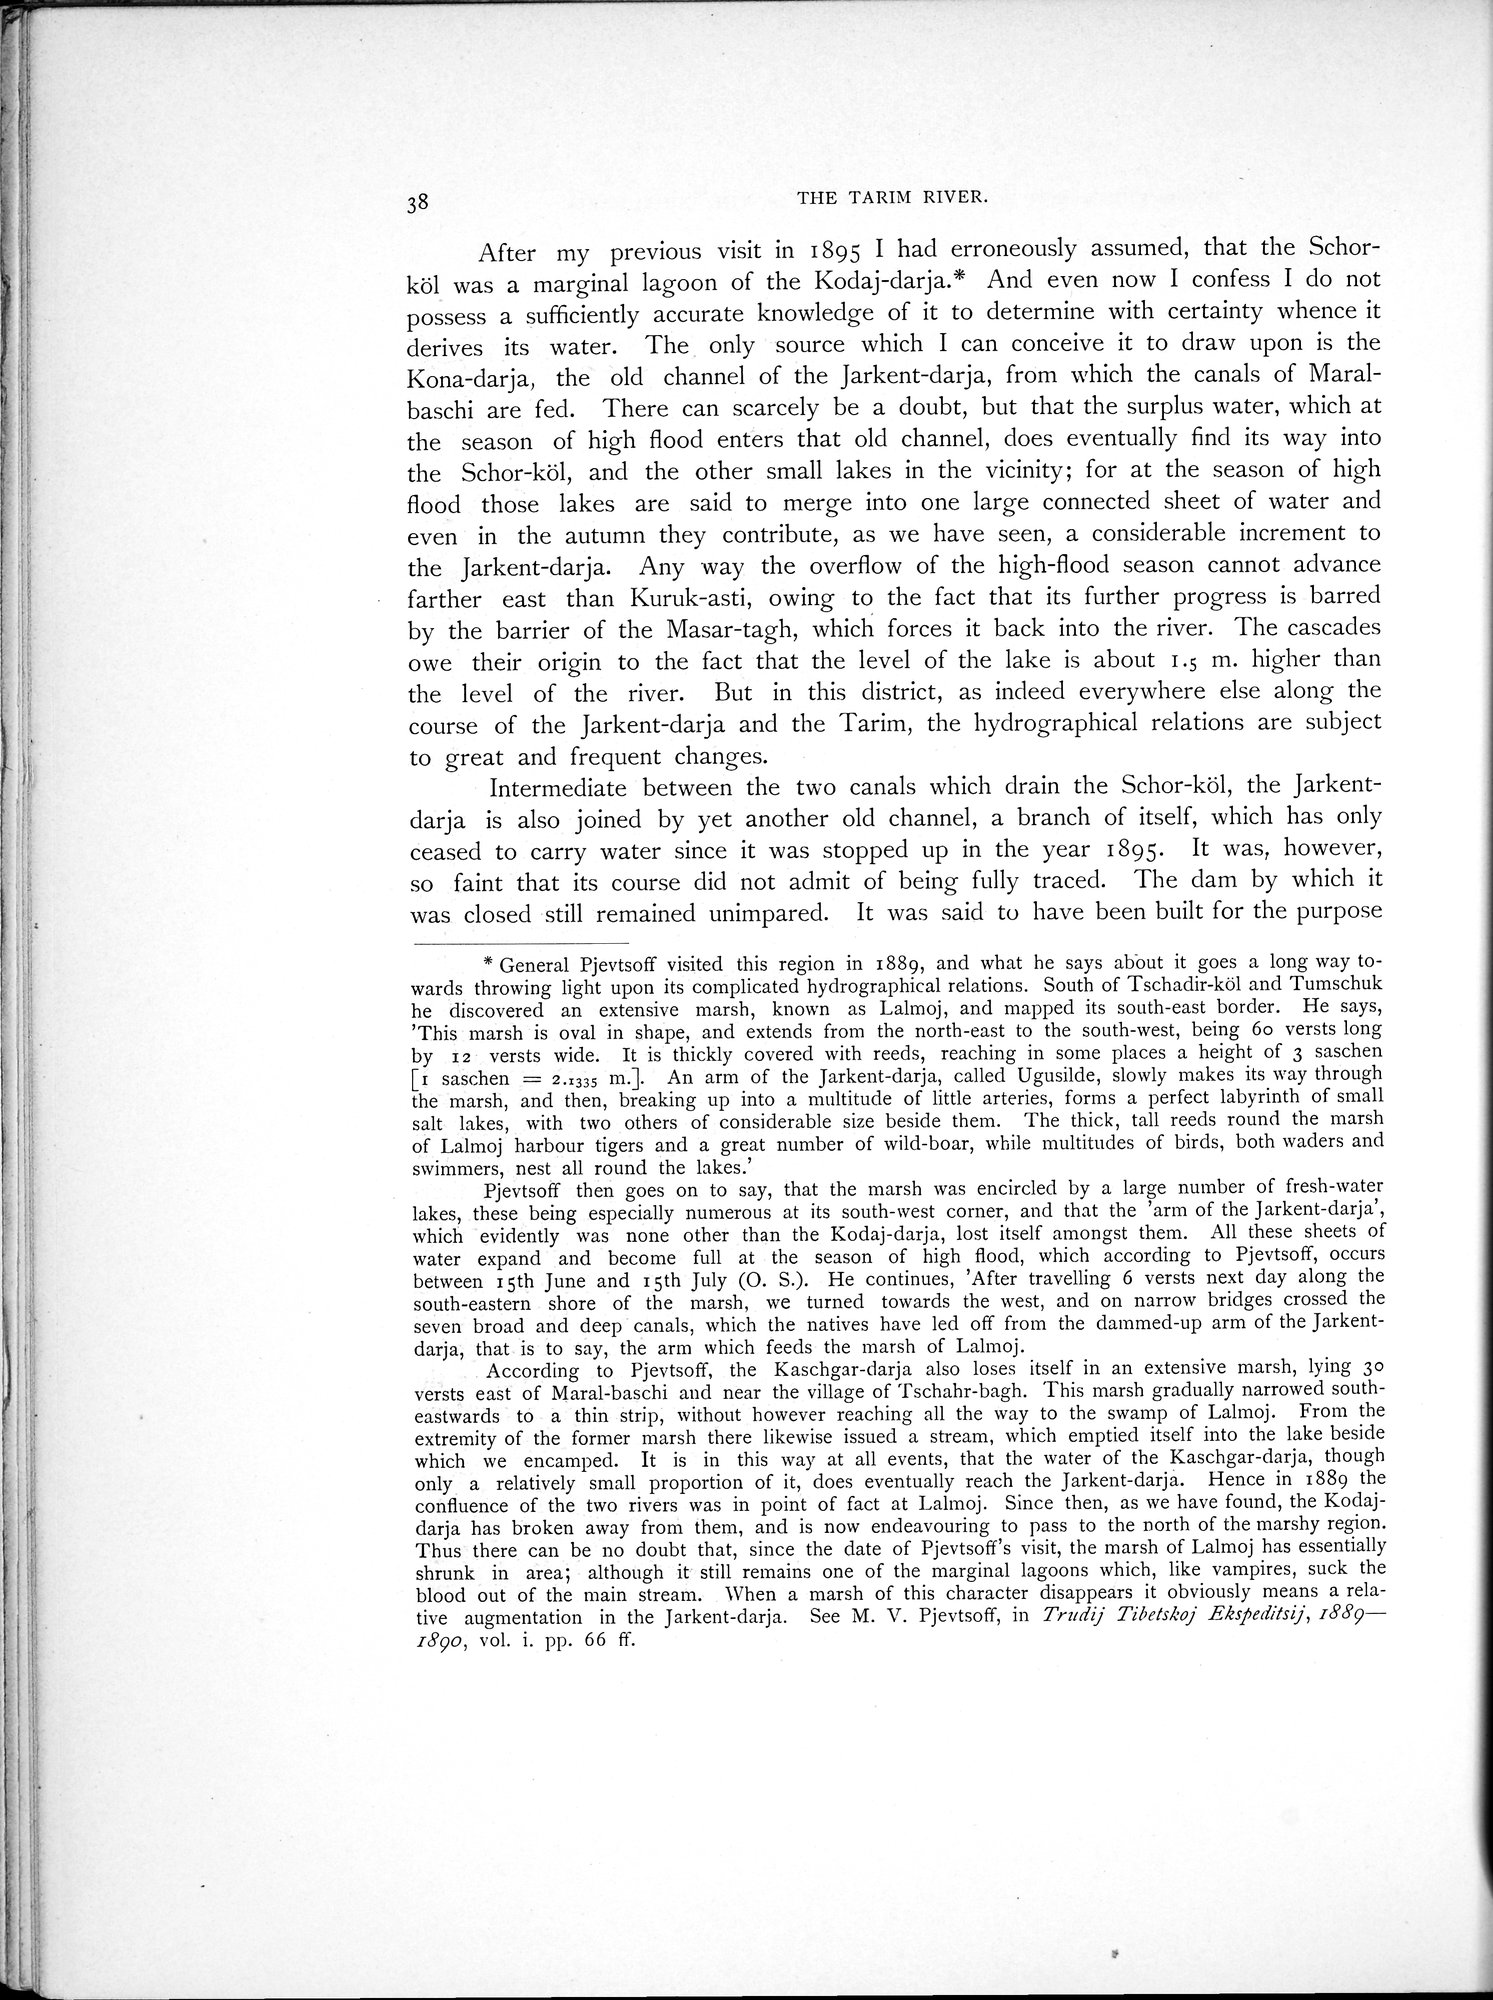 38
THE TARIM RIVER.
After my previous visit in 1895 I had erroneously assumed, that the Schor-
köl was a marginal lagoon of the Kodaj-darja.* And even now I confess I do not
possess a sufficiently accurate knowledge of it to determine with certainty whence it
derives its water. The only source which I can conceive it to draw upon is the
Kona-darja, the old channel of the Jarkent-darja, from which the canals of Maral-
baschi are fed. There can scarcely be a doubt, but that the surplus water, which at
the season of high flood enters that old channel, does eventually find its way into
the Schor-köl, and the other small lakes in the vicinity; for at the season of high
flood those lakes are said to merge into one large connected sheet of water and
even in the autumn they contribute, as we have seen, a considerable increment to
the Jarkent-darja. Any way the overflow of the high-flood season cannot advance
farther east than Kuruk-asti, owing to the fact that its further progress is barred
by the barrier of the Masar-tagh, which forces it back into the river. The cascades
owe their origin to the fact that the level of the lake is about 1.5 m. higher than
the level of the river. But in this district, as indeed everywhere else along the
course of the Jarkent-darja and the Tarim, the hydrographical relations are subject
to great and frequent changes.
Intermediate between the two canals which drain the Schor-köl, the Jarkent-
darja is also joined by yet another old channel, a branch of itself, which has only
ceased to carry water since it was stopped up in the year 1895. It was, however,
so faint that its course did not admit of being fully traced. The dam by which it
was closed still remained unimpared. It was said to have been built for the purpose
* General Pjevtsoff visited this region in 1889, and what he says about it goes a long way to-
wards throwing light upon its complicated hydrographical relations. South of Tschadir-köl and Tumschuk
he discovered an extensive marsh, known as Lalmoj, and mapped its south-east border. He says,
'This marsh is oval in shape, and extends from the north-east to the south-west, being 60 versts long
by 12 versts wide. It is thickly covered with reeds, reaching in some places a height of 3 saschen
[1 saschen = 2.1335 m.]. An arm of the Jarkent-darja, called Ugusilde, slowly makes its way through
the marsh, and then, breaking up into a multitude of little arteries, forms a perfect labyrinth of small
salt lakes, with two others of considerable size beside them. The thick, tall reeds round the marsh
of Lalmoj harbour tigers and a great number of wild-boar, while multitudes of birds, both waders and
swimmers, nest all round the lakes.'
Pjevtsoff then goes on to say, that the marsh was encircled by a large number of fresh-water
lakes, these being especially numerous at its south-west corner, and that the 'arm of the Jarkent-darja',
which evidently was none other than the Kodaj-darja, lost itself amongst them. All these sheets of
water expand and become full at the season of high flood, which according to Pjevtsoff, occurs
between 15th June and 15th July (O. S.). He continues, 'After travelling 6 versts next day along the
south-eastern shore of the marsh, we turned towards the west, and on narrow bridges crossed the
seven broad and deep canals, which the natives have led off from the dammed-up arm of the Jarkent-
darja, that is to say, the arm which feeds the marsh of Lalmoj.
According to Pjevtsoff, the Kaschgar-darja also loses itself in an extensive marsh, lying 30
versts east of Maral-baschi and near the village of Tschahr-bagh. This marsh gradually narrowed south-
eastwards to a thin strip, without however reaching all the way to the swamp of Lalmoj. From the
extremity of the former marsh there likewise issued a stream, which emptied itself into the lake beside
which we encamped. It is in this way at all events, that the water of the Kaschgar-darja, though
only a relatively small proportion of it, does eventually reach the Jarkent-darja. Hence in 1889 the
confluence of the two rivers was in point of fact at Lalmoj. Since then, as we have found, the Kodaj-
darja has broken away from them, and is now endeavouring to pass to the north of the marshy region.
Thus there can be no doubt that, since the date of Pjevtsoff's visit, the marsh of Lalmoj has essentially
shrunk in area; although it still remains one of the marginal lagoons which, like vampires, suck the
blood out of the main stream. When a marsh of this character disappears it obviously means a rela-
tive augmentation in the Jarkent-darja. See M. V. Pjevtsoff, in Trudij Tibetskoj Ekspeditsij, 1889—
1890, vol. i. pp. 66 ff.